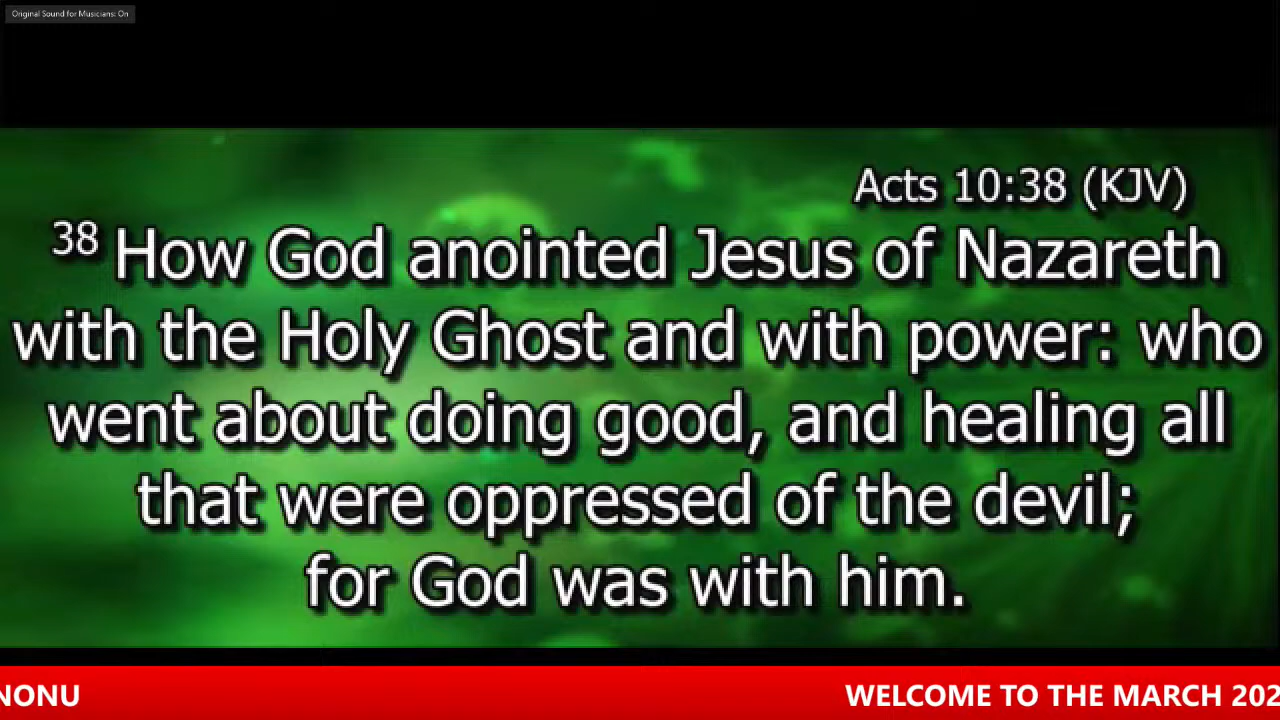 Original Sound for Musicians: On
Acts 10:38 (KJV)
38 How God anointed Jesus of Nazareth
with the Holy Ghost and with power: who
went about doing good, and healing all
that were oppressed of the devil;
for God was with him.
NONU WELCOME TO THE MARCH 202